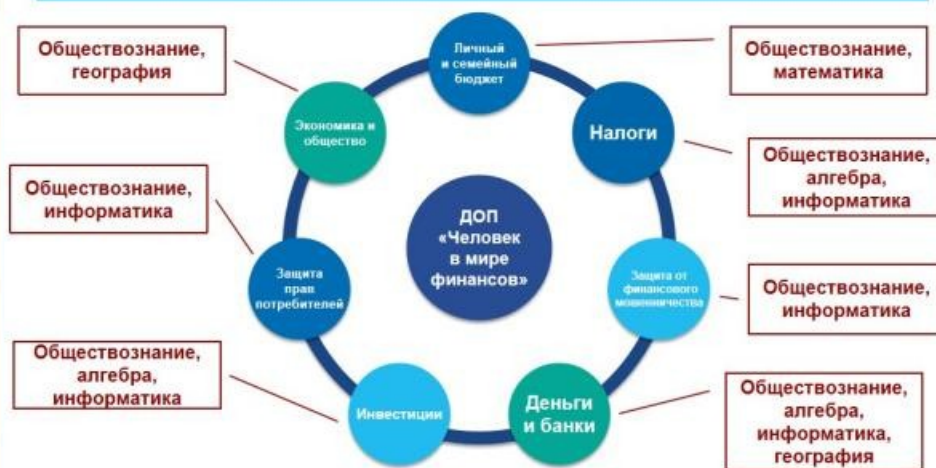 Обществознание,
география
Личный
и семейный
бюджет
Обществознание,
математика
Экономика и
общество
Налоги
Обществознание,
алгебра,
информатика
Обществознание,
информатика
ДОП
«Человек
в мире
финансов»
Защита
прав
потребителей
Защита от
финансового
мошенничества
Обществознание,
информатика
Обществознание,
алгебра,
информатика
Инвестиции
Деньги
и банки
Обществознание,
алгебра,
информатика,
география